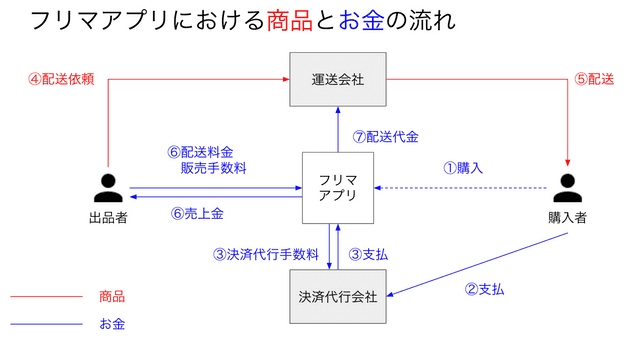 フリマアプリにおける商品とお金の流れ
④配送依頼
運送会社
⑤配送
⑦配送代金
⑥配送料金
販売手数料
①購入
フリマ
アプリ
出品者
⑥売上金
購入者
③決済代行手数料
③支払
②支払
決済代行会社
商品
お金